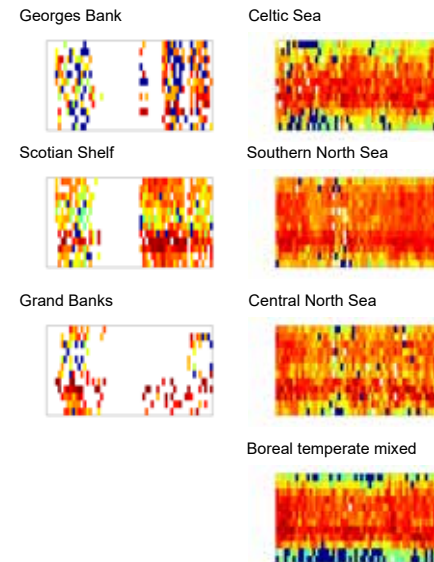 Georges Bank
Celtic Sea
Scotian Shelf
Southern North Sea
Grand Banks
Central North Sea
Boreal temperate mixed